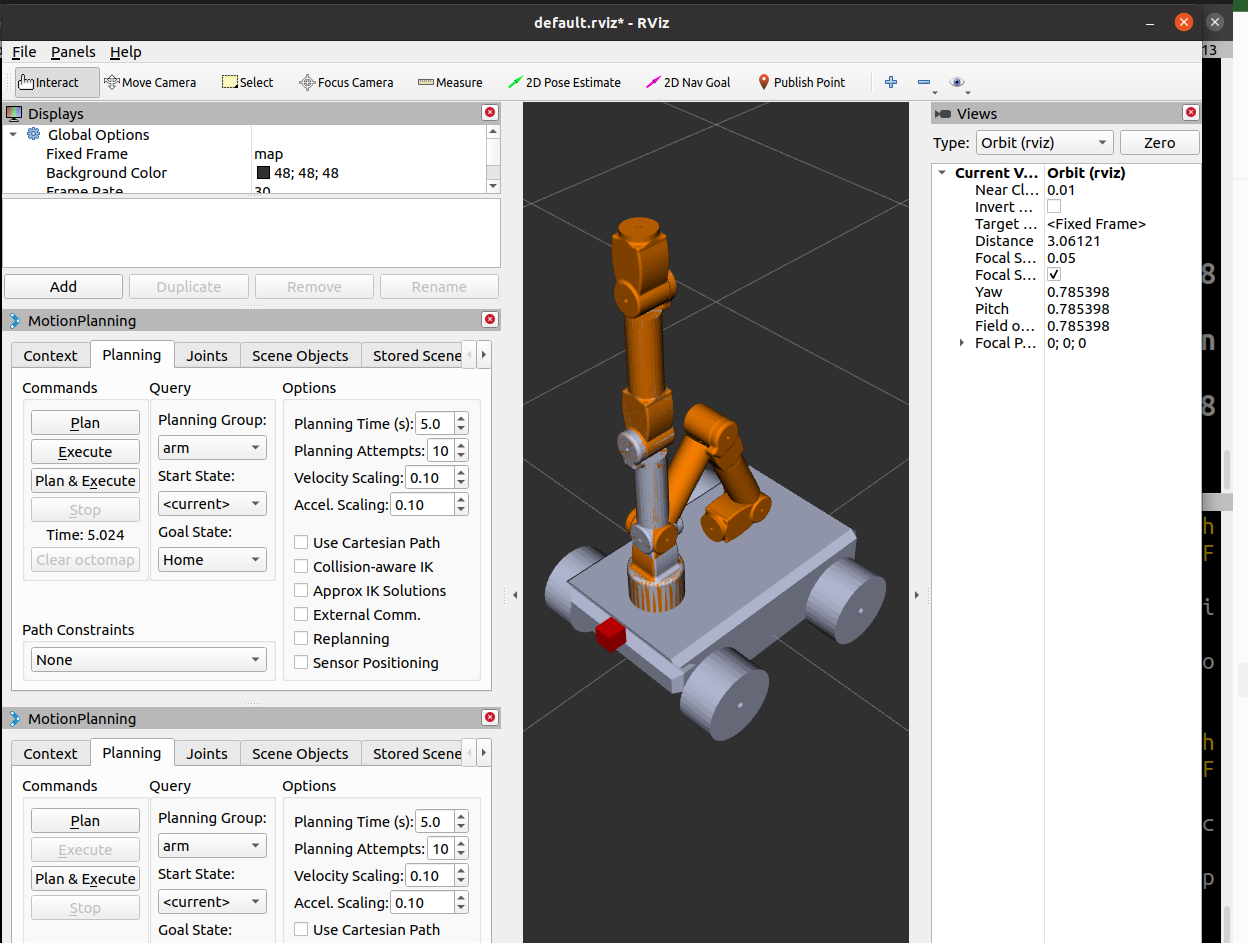 default.rviz* - RViz
File Panels Help
13
Interact Move Camera Select Focus Camera Measure 2D Pose Estimate 2D Nav Goal Publish Point
Displays
Global Options
Fixed Frame map
Background Color 48; 48; 48
Frame Rate 30
Add Duplicate Remove Rename
MotionPlanning
Context Planning Joints Scene Objects Stored Scene
Commands Query Options
Plan
Execute
Plan & Execute
Stop
Time: 5.024
Clear octomap
Planning Group:
arm
Start State:
<current>
Goal State:
Home
Planning Time (s): 5.0
Planning Attempts: 10
Velocity Scaling: 0.10
Accel. Scaling: 0.10
Use Cartesian Path
Collision-aware IK
Approx IK Solutions
External Comm.
Replanning
Sensor Positioning
Path Constraints
None
MotionPlanning
Context Planning Joints Scene Objects Stored Scene
Commands Query Options
Plan
Execute
Plan & Execute
Stop
Planning Group:
arm
Start State:
<current>
Goal State:
Planning Time (s): 5.0
Planning Attempts: 10
Velocity Scaling: 0.10
Accel. Scaling: 0.10
Use Cartesian Path
Views
Type: Orbit (rviz) Zero
Current V... Orbit (rviz)
Near Cl... 0.01
Invert ...
Target ... <Fixed Frame>
Distance 3.06121
Focal S... 0.05
Focal S...
Yaw 0.785398
Pitch 0.785398
Field o... 0.785398
Focal P... 0; 0; 0
8
n
8
h
F
i
o
h
F
c
p